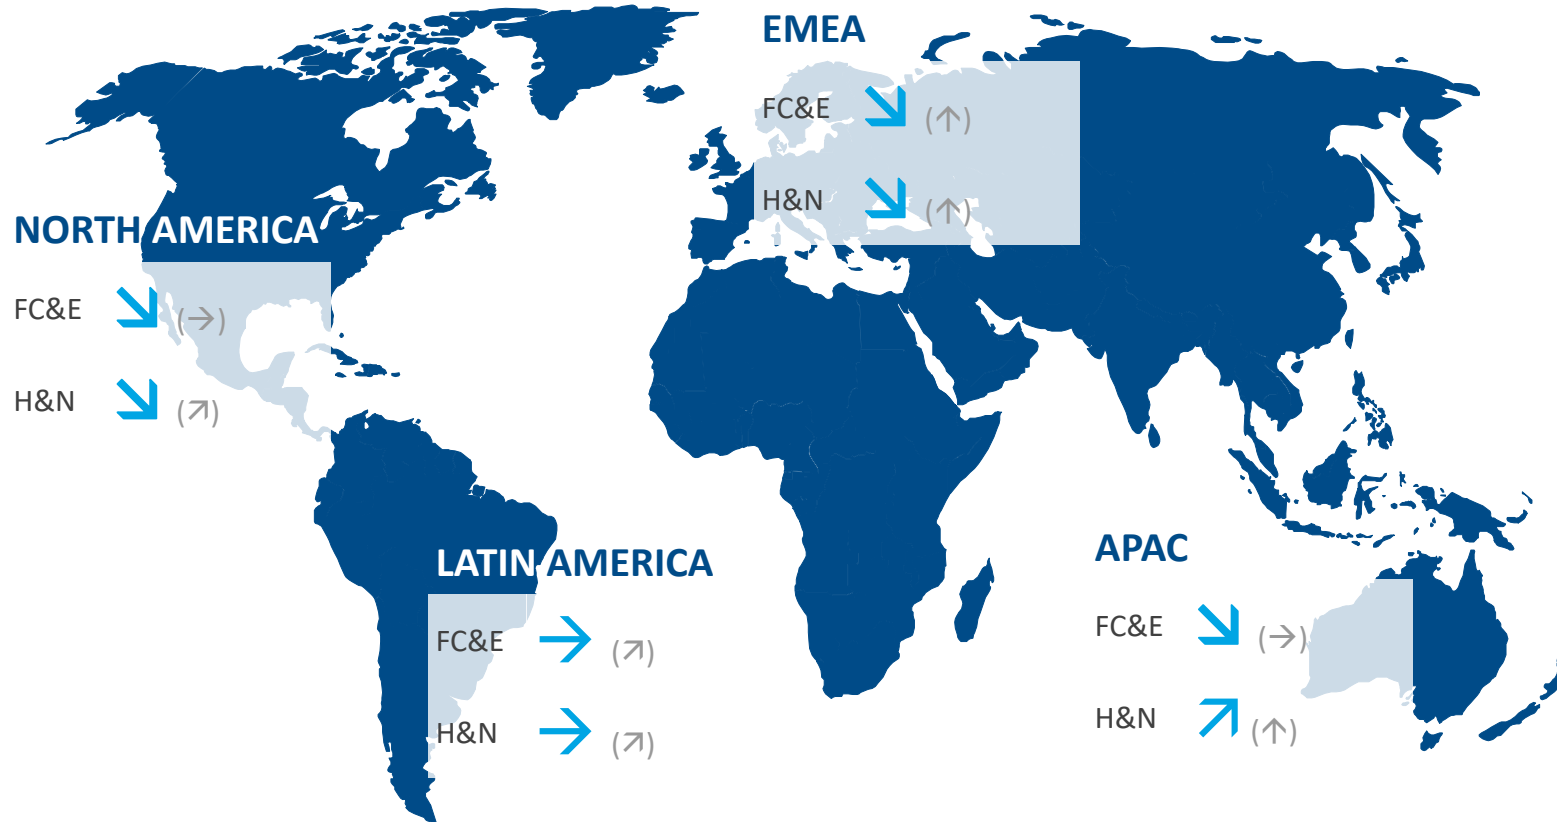 EMEA
FC&E ↘ (↑)
H&N ↘ (↑)
NORTH AMERICA
FC&E ↘ (→)
H&N ↘ (↗)
LATIN AMERICA
FC&E → (↗)
H&N → (↗)
APAC
FC&E ↘ (→)
H&N ↗ (↑)